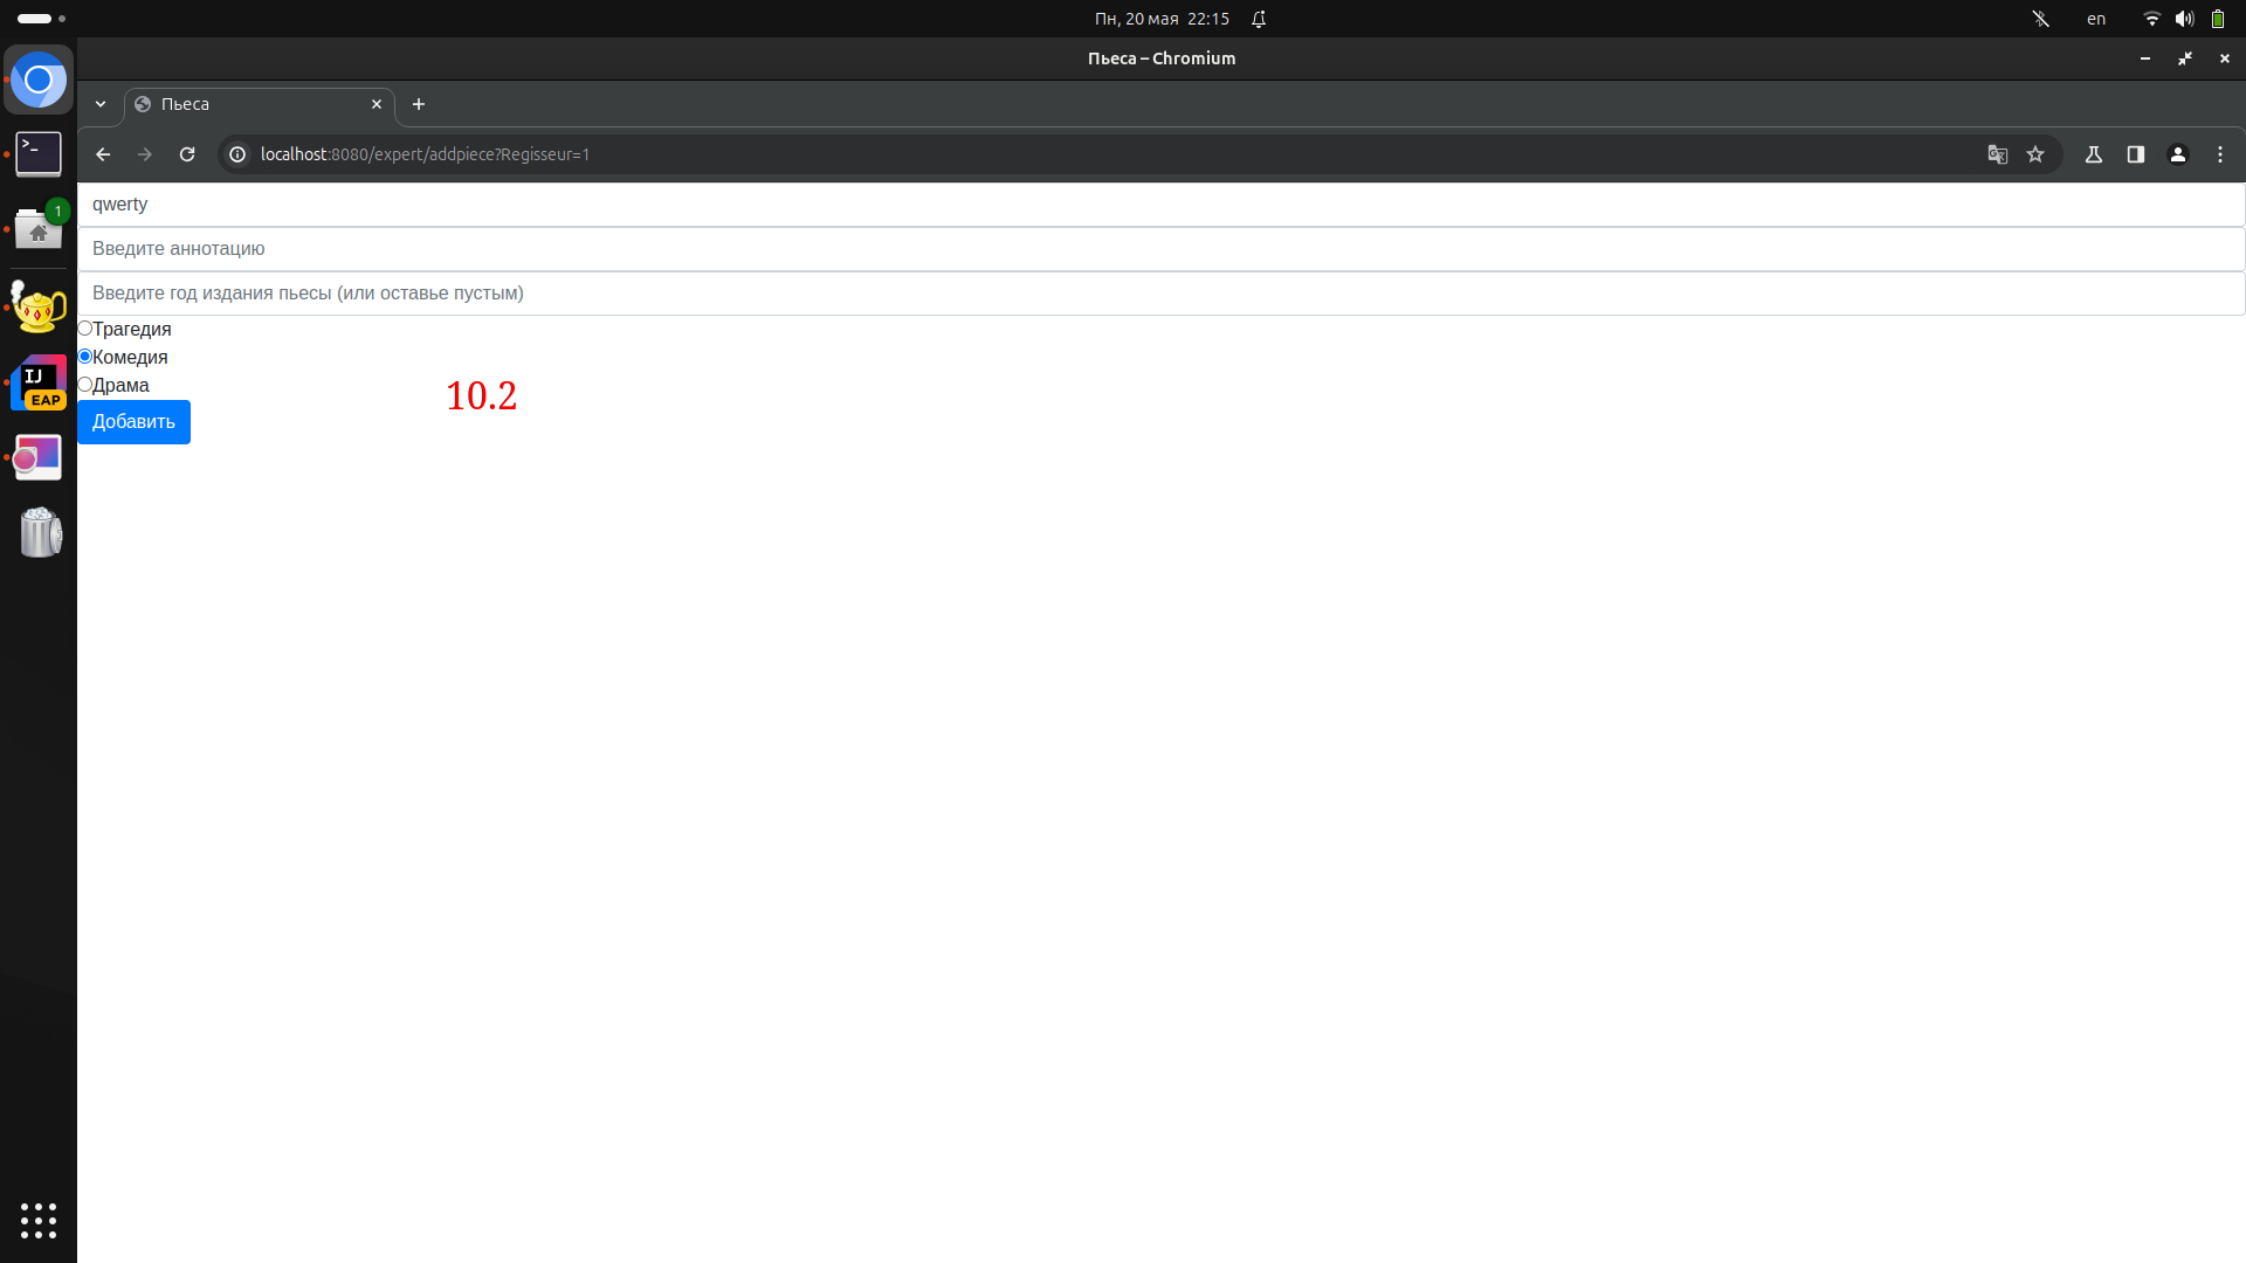 Пн, 20 мая 22:15
en
Пьеса – Chromium
Пьеса
localhost:8080/expert/addpiece?Regisseur=1
qwerty
1
Введите аннотацию
Введите год издания пьесы (или оставье пустым)
Трагедия
Комедия
Драма
10.2
Добавить
IJ
EAP